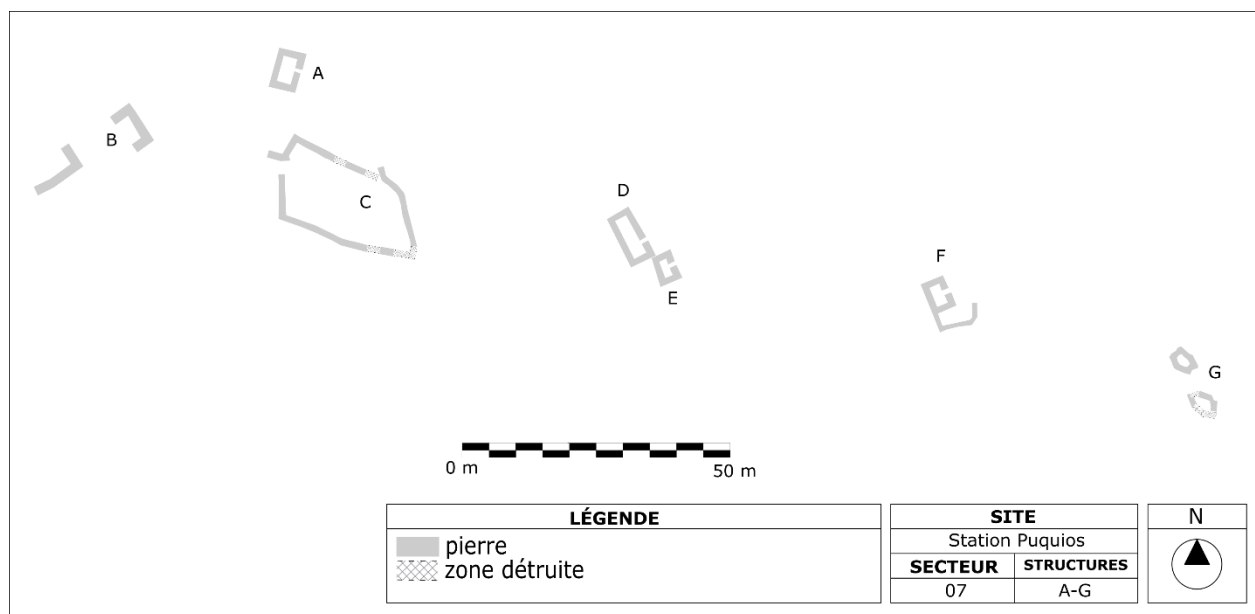 A
B
C
D
E
F
G
0 m 50 m
LÉGENDE
pierre
zone détruite
SITE
Station Puquios
SECTEUR STRUCTURES
07 A-G
N